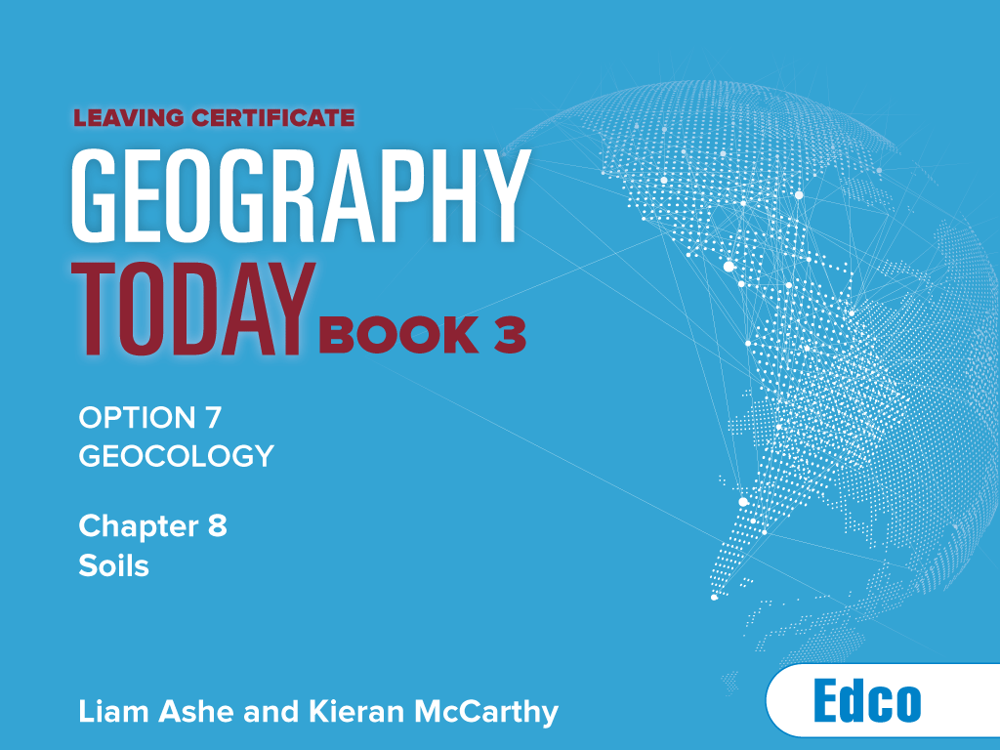 LEAVING CERTIFICATE
GEOGRAPHY
TODAY BOOK 3
OPTION 7
GEOCOLOGY
Chapter 8
Soils
Liam Ashe and Kieran McCarthy
Edco